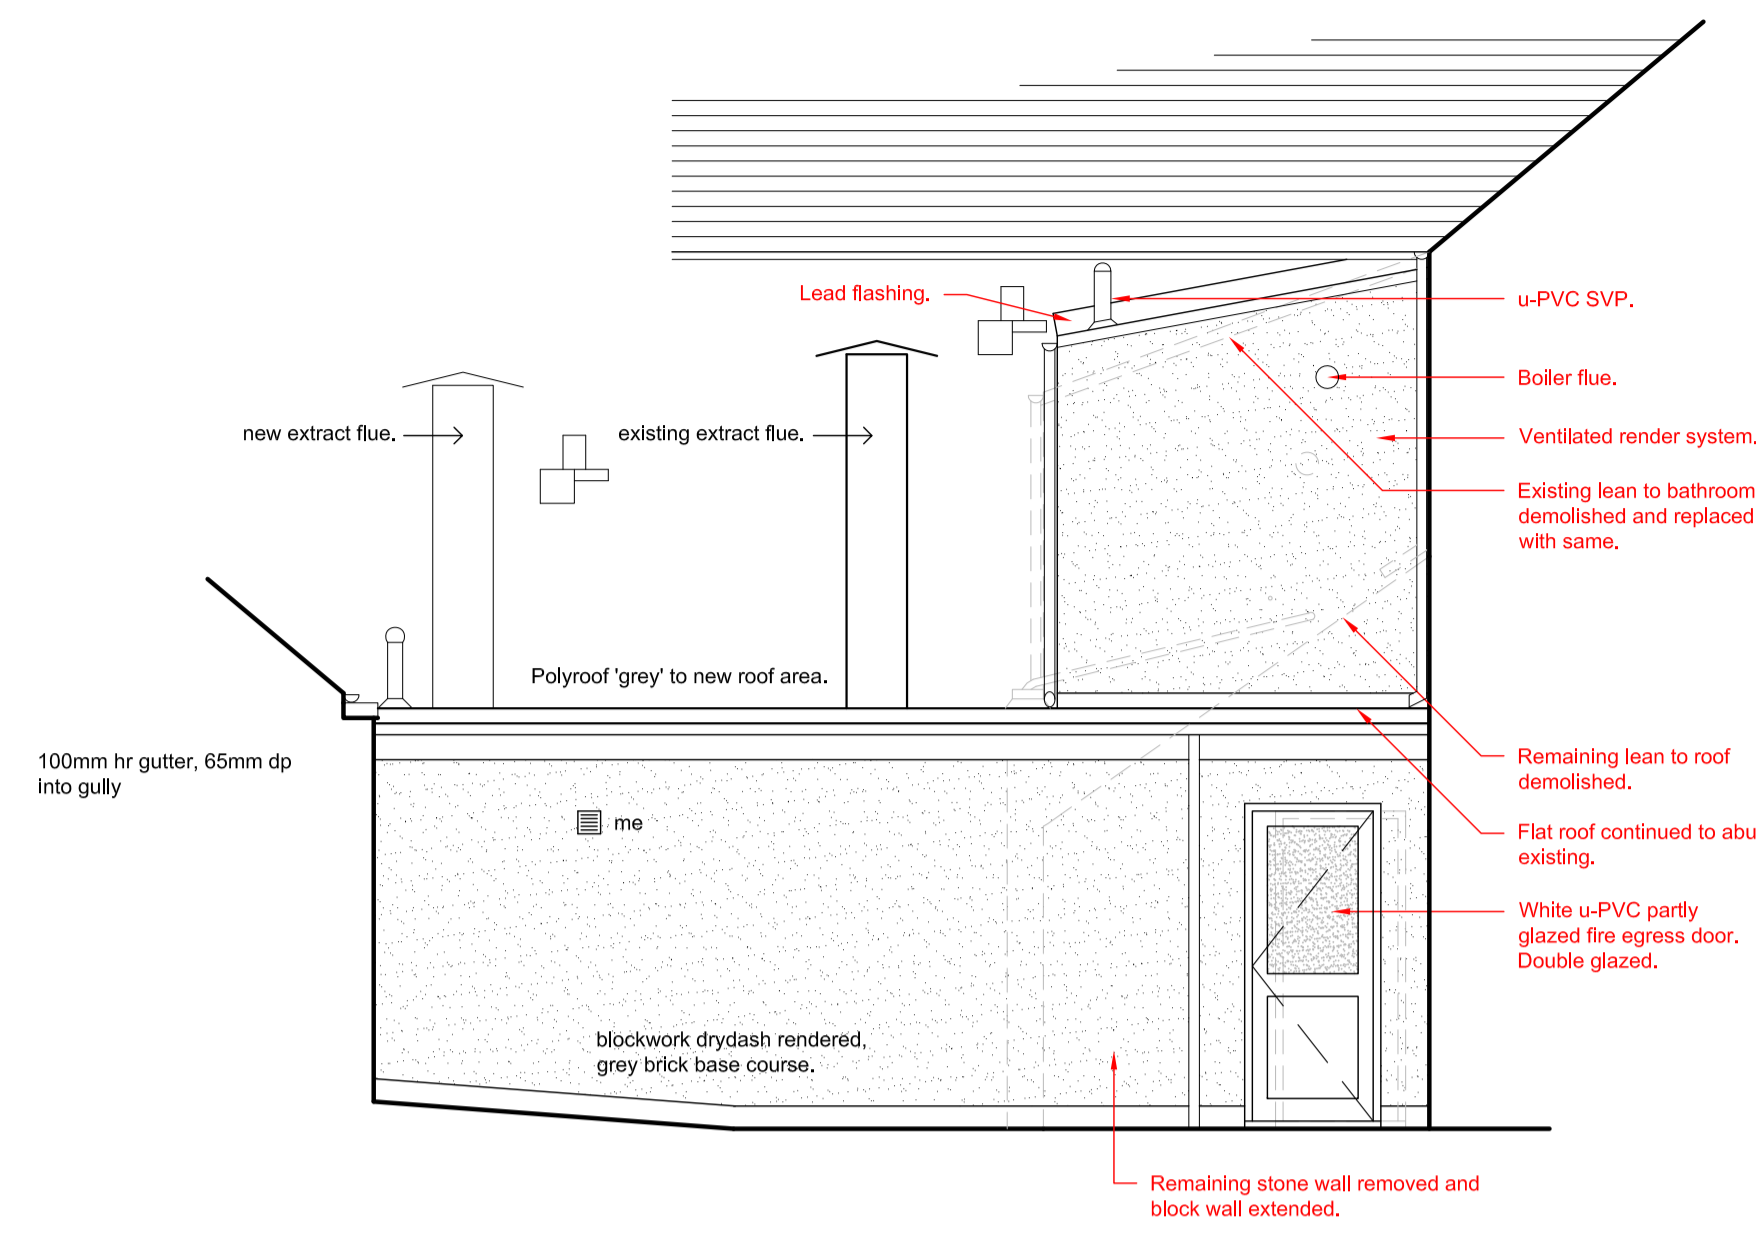 Lead flashing.
u-PVC SVP.
Boiler flue.
new extract flue.
existing extract flue.
Ventilated render system.
Existing lean to bathroom
demolished and replaced
with same.
Polyroof 'grey' to new roof area.
100mm hr gutter, 65mm dp
into gully
Remaining lean to roof
demolished.
me
Flat roof continued to abu
existing.
White u-PVC partly
glazed fire egress door.
Double glazed.
blockwork drydash rendered,
grey brick base course.
Remaining stone wall removed and
block wall extended.